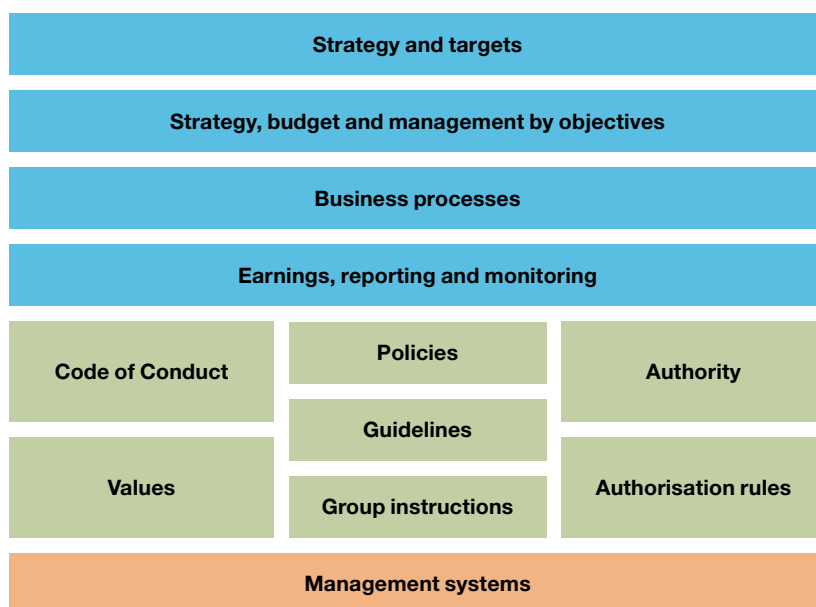 Strategy and targets
Strategy, budget and management by objectives
Business processes
Earnings, reporting and monitoring
Code of Conduct
Values
Policies
Guidelines
Group instructions
Authority
Authorisation rules
Management systems